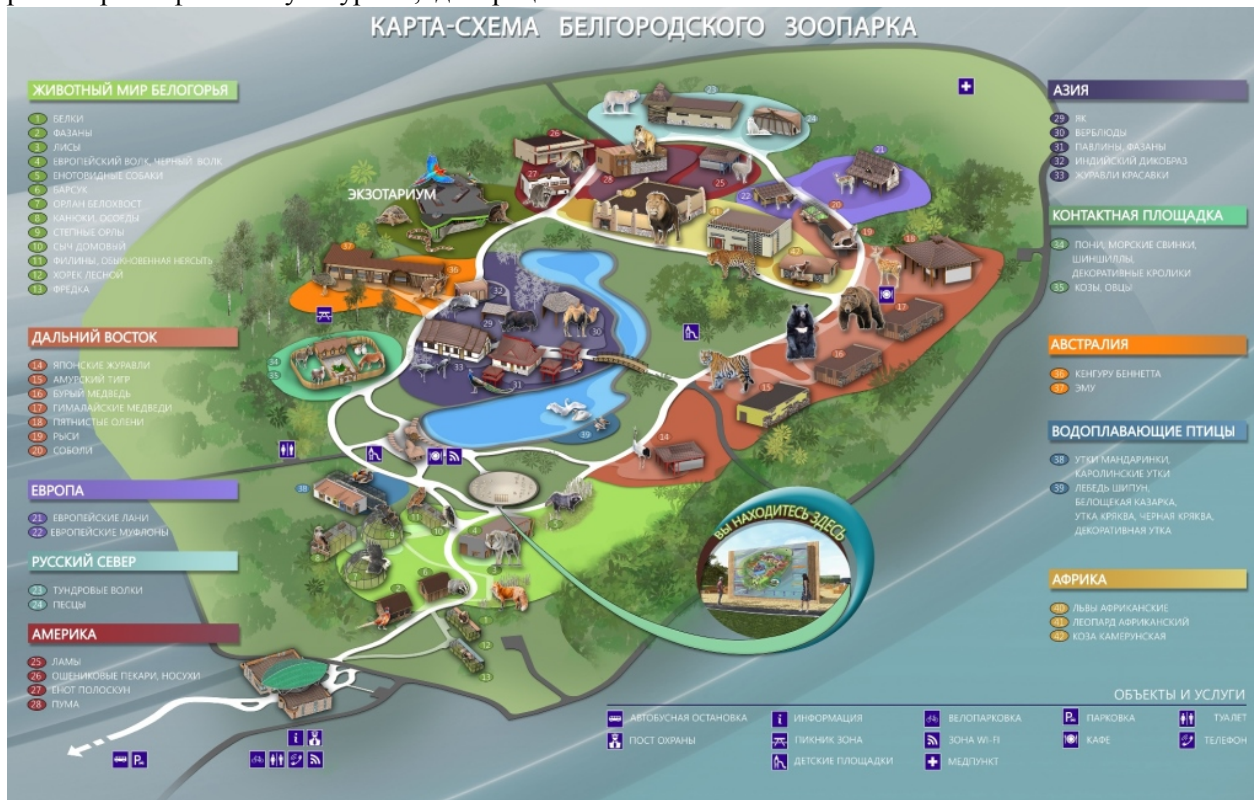 КАРТА-СХЕМА БЕЛГОРОДСКОГО ЗООПАРКА
ЖИВОТНЫЙ МИР БЕЛОГОРЬЯ
1 БЕЛКИ
2 ФАЗАНЫ
3 ЛИСЫ
4 ЕВРОПЕЙСКИЙ ВОЛК, ЧЕРНЫЙ ВОЛК
5 ЕНОТОВИДНЫЕ СОБАКИ
6 БАРСУК
7 ОРЛАН БЕЛОХВОСТ
8 КАНЮКИ, ОСОЕДЫ
9 СТЕПНЫЕ ОРЛЫ
10 СЫЧ ДОМОВЫЙ
11 ФИЛИНЫ, ОБЫКНОВЕННАЯ НЕЯСЫТЬ
12 ХОРЕК ЛЕСНОЙ
13 ФРЕДКА
ДАЛЬНИЙ ВОСТОК
14 ЯПОНСКИЕ ЖУРАВЛИ
15 АМУРСКИЙ ТИГР
16 БУРЫЙ МЕДВЕДЬ
17 ГИМАЛАЙСКИЕ МЕДВЕДИ
18 ПЯТНИСТЫЕ ОЛЕНИ
19 РЫСИ
20 СОБОЛИ
ЕВРОПА
21 ЕВРОПЕЙСКИЕ ЛАНИ
22 ЕВРОПЕЙСКИЕ МУФЛОНЫ
РУССКИЙ СЕВЕР
23 ТУНДРОВЫЕ ВОЛКИ
24 ПЕСЦЫ
АМЕРИКА
25 ЛАМЫ
26 ОШЕЙНИКОВЫЕ ПЕКАРИ, НОСУХИ
27 ЕНОТ ПОЛОСКУН
28 ПУМА
ЭКЗОТАРИУМ
ВЫ НАХОДИТЕСЬ ЗДЕСЬ
АЗИЯ
29 ЯК
30 ВЕРБЛЮДЫ
31 ПАВЛИНЫ, ФАЗАНЫ
32 ИНДИЙСКИЙ ДИКОБРАЗ
33 ЖУРАВЛИ КРАСАВКИ
КОНТАКТНАЯ ПЛОЩАДКА
34 ПОНИ, МОРСКИЕ СВИНКИ,
ШИНШИЛЛЫ,
ДЕКОРАТИВНЫЕ КРОЛИКИ
35 КОЗЫ, ОВЦЫ
АВСТРАЛИЯ
36 КЕНГУРУ БЕННЕТТА
37 ЭМУ
ВОДОПЛАВАЮЩИЕ ПТИЦЫ
38 УТКИ МАНДАРИНКИ,
КАРОЛИНСКИЕ УТКИ
39 ЛЕБЕДЬ ШИПУН,
БЕЛОЩЕКАЯ КАЗАРКА,
УТКА КРЯКВА, ЧЕРНАЯ КРЯКВА,
ДЕКОРАТИВНАЯ УТКА
АФРИКА
40 ЛЬВЫ АФРИКАНСКИЕ
41 ЛЕОПАРД АФРИКАНСКИЙ
42 КОЗА КАМЕРУНСКАЯ
ОБЪЕКТЫ И УСЛУГИ
АВТОБУСНАЯ ОСТАНОВКА
ПОСТ ОХРАНЫ
ИНФОРМАЦИЯ
ПИКНИК ЗОНА
ДЕТСКИЕ ПЛОЩАДКИ
ВЕЛОПАРКОВКА
ЗОНА WI-FI
МЕДПУНКТ
ПАРКОВКА
КАФЕ
ТУАЛЕТ
ТЕЛЕФОН